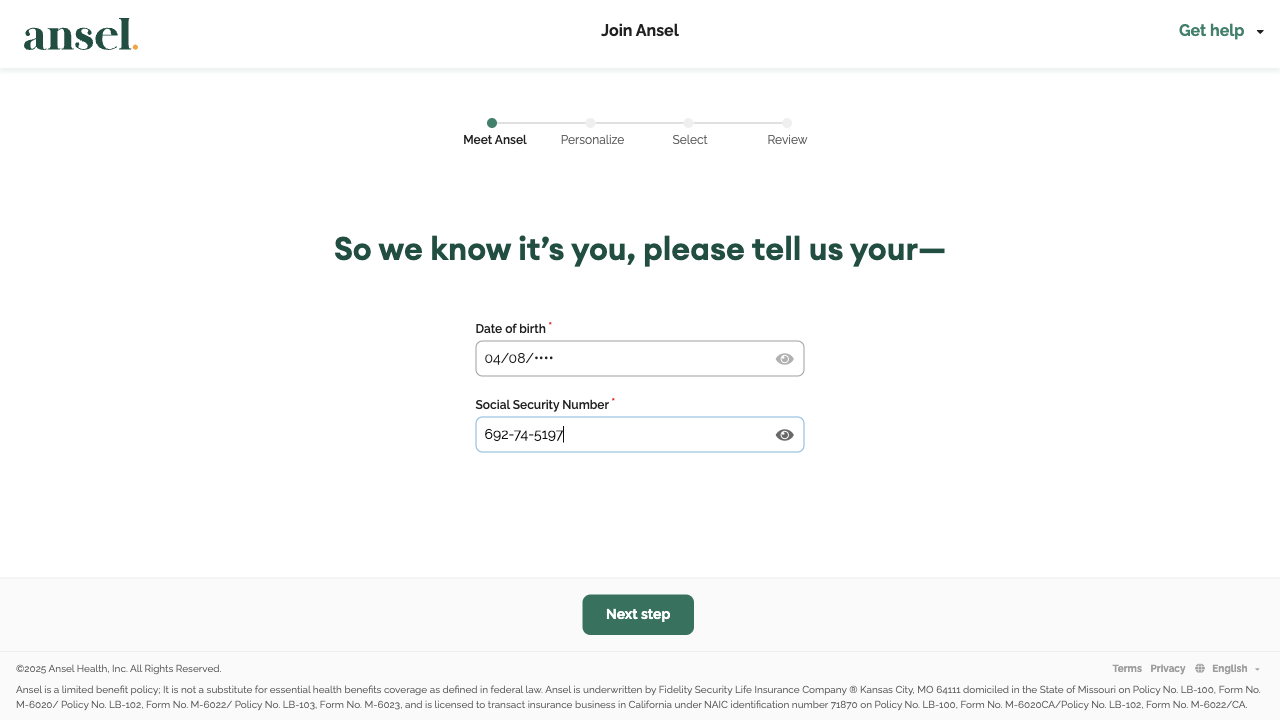 ansel.
Join Ansel
Get help
Meet Ansel
Personalize
Select
Review
So we know it's you, please tell us your—
Date of birth *
04/08/••••
Social Security Number *
692-74-5197
Next step
©2025 Ansel Health, Inc. All Rights Reserved.
Terms Privacy English
Ansel is a limited benefit policy; It is not a substitute for essential health benefits coverage as defined in federal law. Ansel is underwritten by Fidelity Security Life Insurance Company ® Kansas City, MO 64111 domiciled in the State of Missouri on Policy No. LB-100, Form No.
M-6020/ Policy No. LB-102, Form No. M-6022/ Policy No. LB-103, Form No. M-6023, and is licensed to transact insurance business in California under NAIC identification number 71870 on Policy No. LB-100, Form No. M-6020CA/Policy No. LB-102, Form No. M-6022/CA.